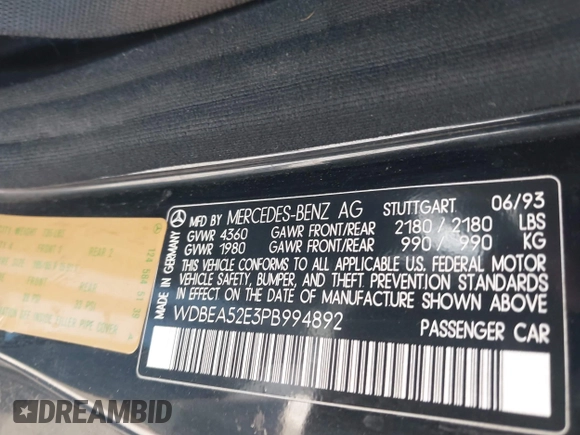 MFD BY MERCEDES-BENZ AG STUTTGART 06/93
GVWR 4360 GAWR FRONT/REAR 2180/2180 LBS
GVWR 1980 GAWR FRONT/REAR 990/990 KG
THIS VEHICLE CONFORMS TO ALL APPLICABLE U.S. FEDERAL MOTOR
VEHICLE SAFETY, BUMPER, AND THEFT PREVENTION STANDARDS
IN EFFECT ON THE DATE OF MANUFACTURE SHOWN ABOVE.
WDBEA52E3PB994892 PASSENGER CAR
MADE IN GERMANY
REAR
DREAMBID